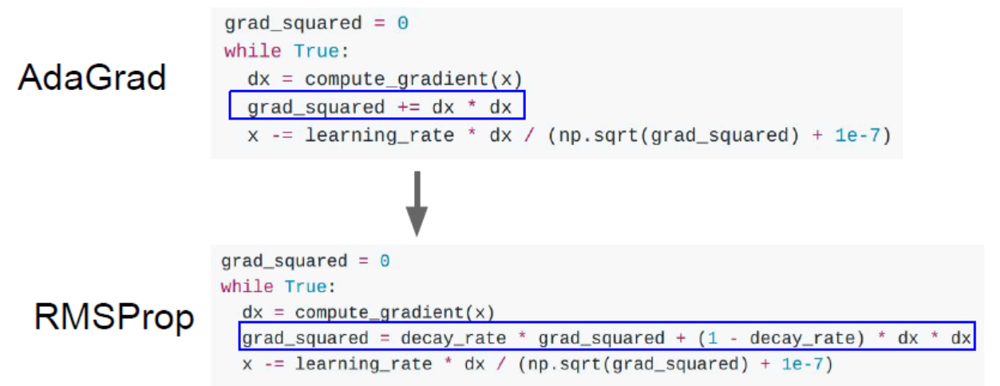 AdaGrad
grad_squared = 0
while True:
  dx = compute_gradient(x)
  grad_squared += dx * dx
  x -= learning_rate * dx / (np.sqrt(grad_squared) + 1e-7)
RMSProp
grad_squared = 0
while True:
  dx = compute_gradient(x)
  grad_squared = decay_rate * grad_squared + (1 - decay_rate) * dx * dx
  x -= learning_rate * dx / (np.sqrt(grad_squared) + 1e-7)